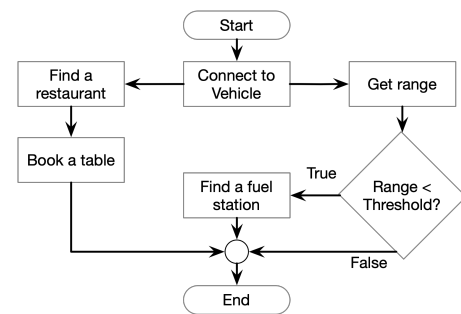 Start
Find a
restaurant
Connect to
Vehicle
Get range
Book a table
True
Find a fuel
station
Range <
Threshold?
False
End